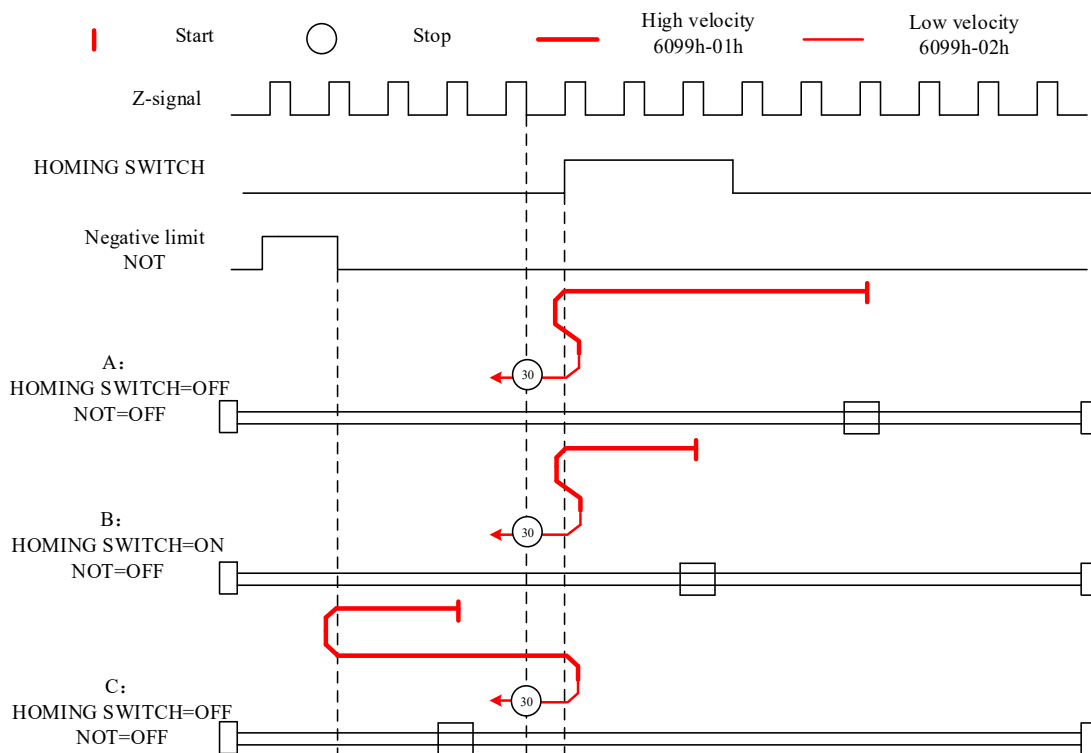 Start
Stop
High velocity
6099h-01h
Low velocity
6099h-02h
Z-signal
HOMING SWITCH
Negative limit
NOT
30
A：
HOMING SWITCH=OFF
NOT=OFF
30
B：
HOMING SWITCH=ON
NOT=OFF
30
C：
HOMING SWITCH=OFF
NOT=OFF